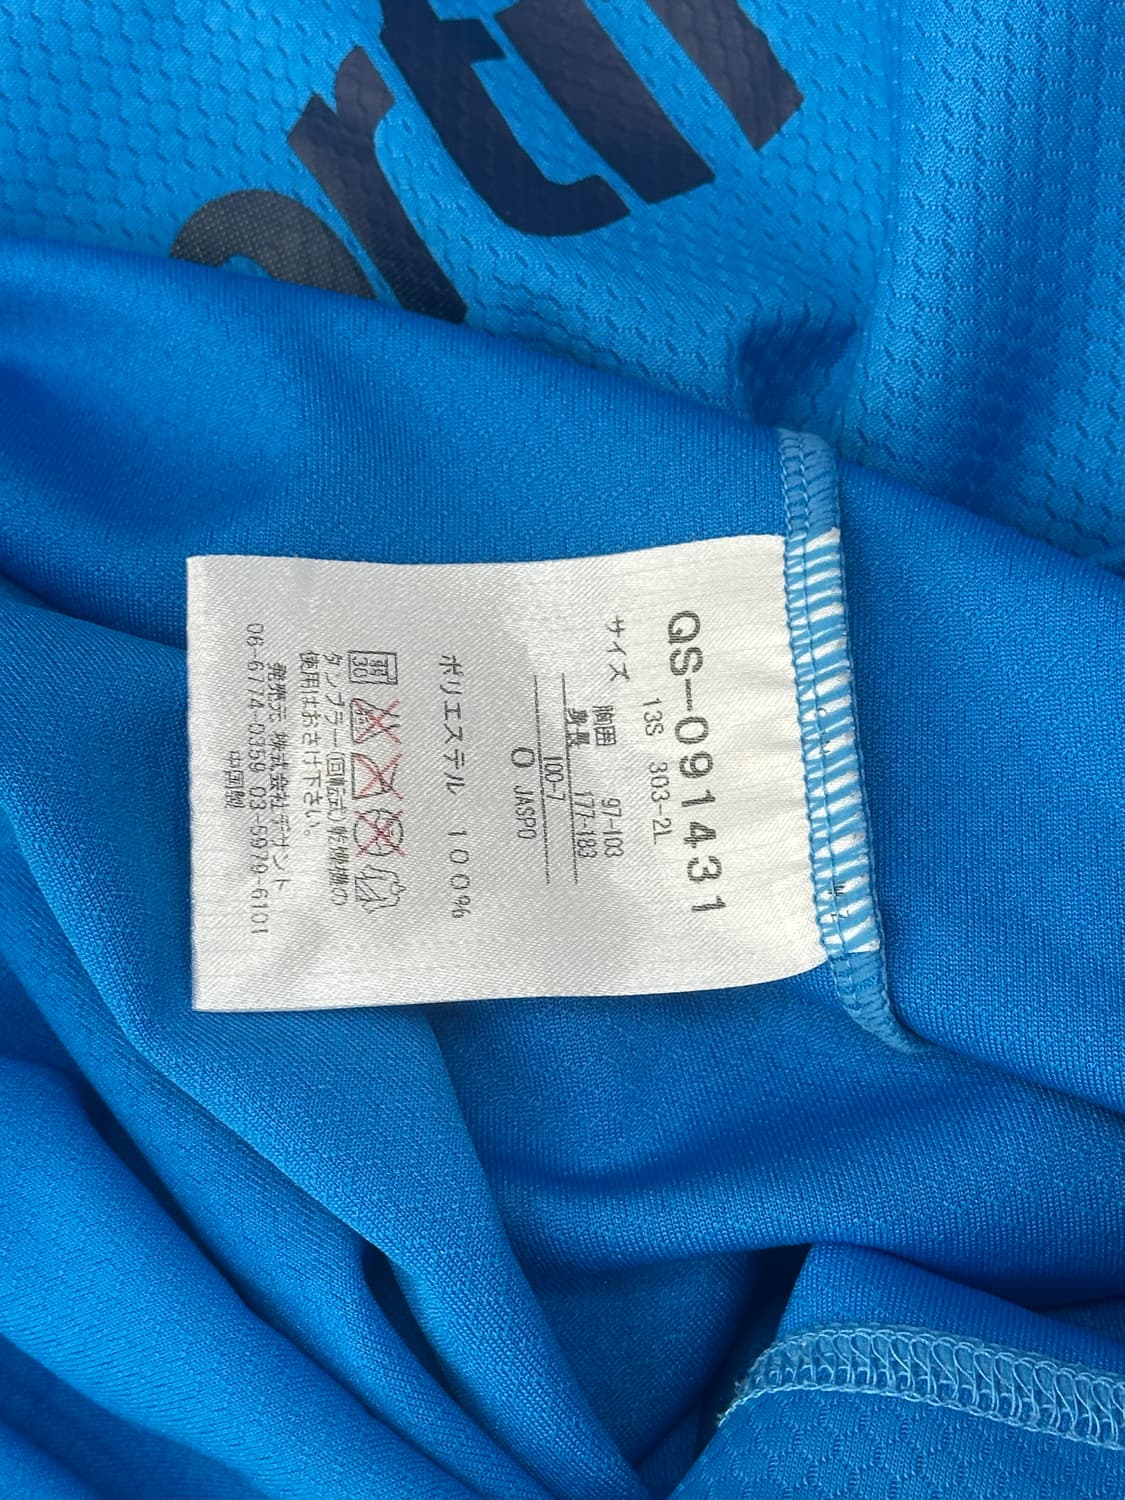 QS-091431
13S 303-2L
サイズ
胸囲 97-103
身長 177-183
100-7
O JASPO
ポリエステル 100%
30
タンブラー(回転式)乾燥機の
使用はおさけ下さい。
発売元 株式会社デサント
06-6774-0359 03-5979-6101
中国製